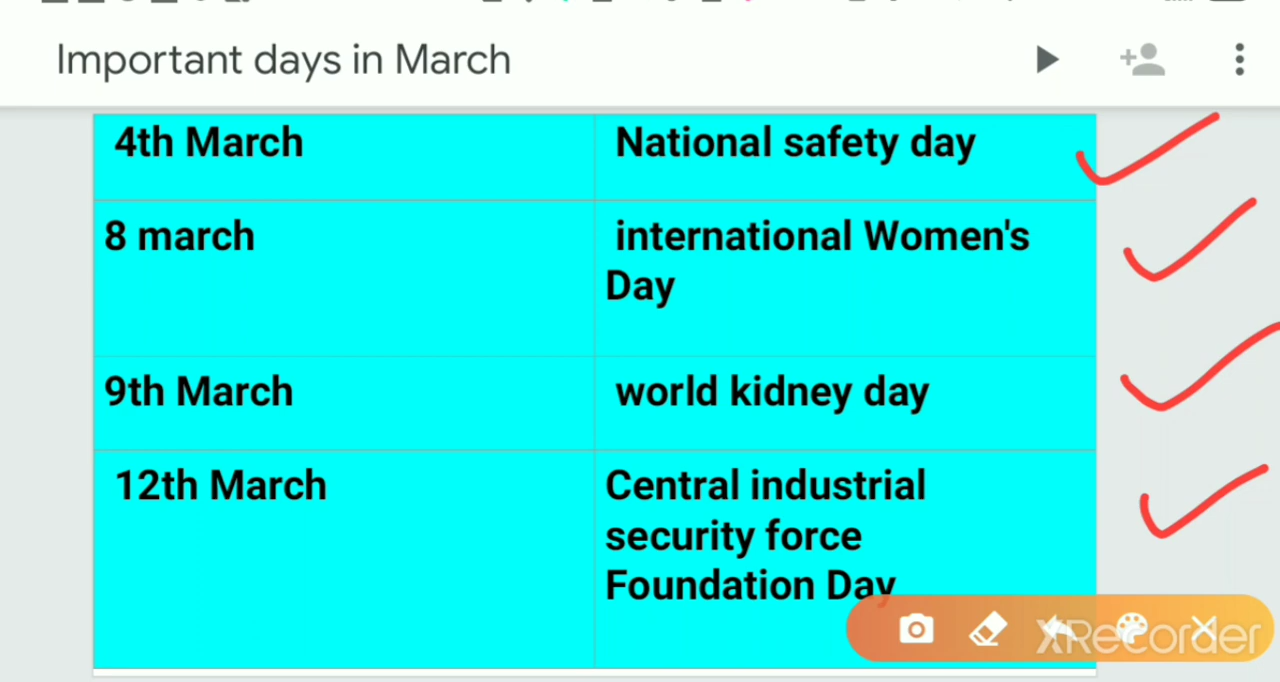 Important days in March
4th March National safety day
8 march international Women's
Day
9th March world kidney day
12th March Central industrial
security force
Foundation Day
XRecorder